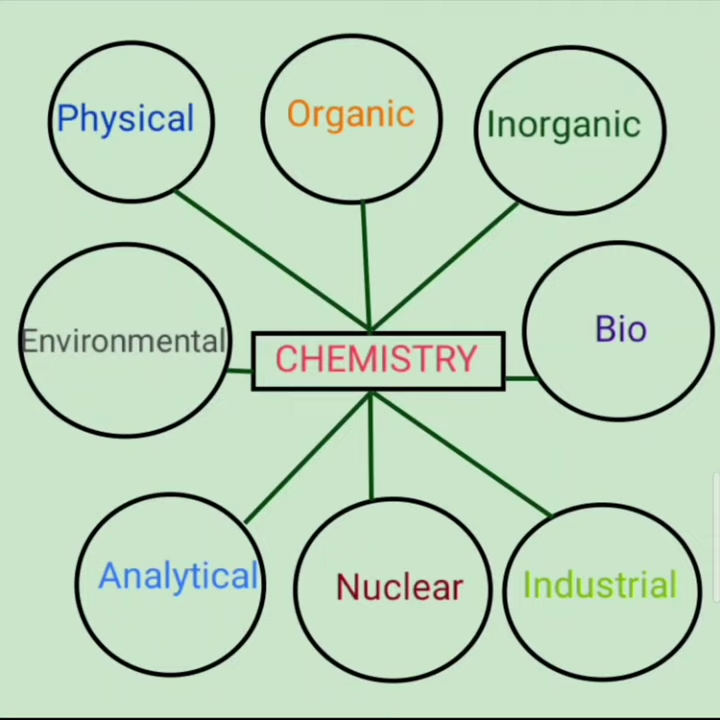 Physical
Organic
Inorganic
Environmental
CHEMISTRY
Bio
Analytical
Nuclear
Industrial